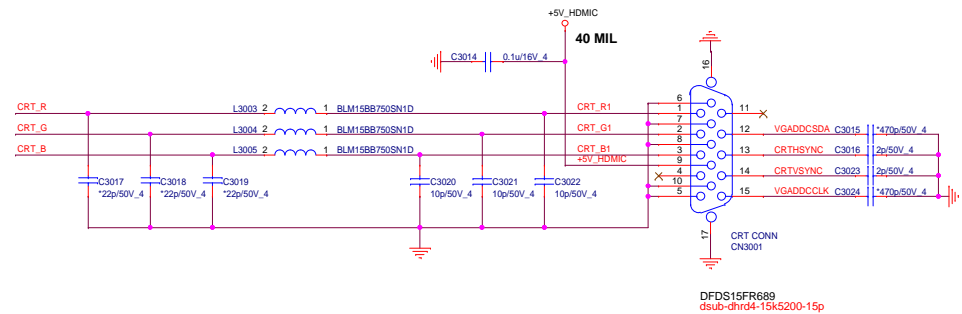 +5V_HDMIC
40 MIL
C3014 0.1u/16V_4
16
CRT_R L3003 2 1 BLM15BB750SN1D CRT_R1
CRT_G L3004 2 1 BLM15BB750SN1D CRT_G1
CRT_B L3005 2 1 BLM15BB750SN1D CRT_B1
+5V_HDMIC
6
1
7
2
8
3
9
4
10
5
11
12 VGADDCSDA C3015 *470p/50V_4
13 CRTHSYNC C3016 2p/50V_4
14 CRTVSYNC C3023 2p/50V_4
15 VGADDCCLK C3024 *470p/50V_4
C3017 C3018 C3019 C3020 C3021 C3022
*22p/50V_4 *22p/50V_4 *22p/50V_4 10p/50V_4 10p/50V_4 10p/50V_4
17
CRT CONN
CN3001
DFDS15FR689
dsub-dhrd4-15k5200-15p